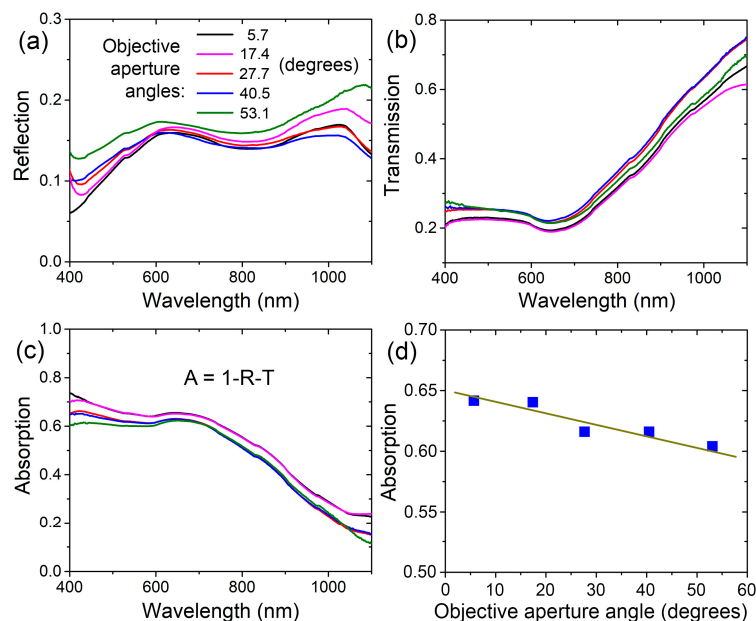 (a)
Objective aperture angles:
5.7
17.4
27.7 (degrees)
40.5
53.1
0.3
0.2
0.1
0.0
Reflection
400 600 800 1000
Wavelength (nm)
(b)
0.8
0.6
0.4
0.2
Transmission
400 600 800 1000
Wavelength (nm)
(c)
A = 1-R-T
1.0
0.8
0.6
0.4
0.2
0.0
Absorption
400 600 800 1000
Wavelength (nm)
(d)
0.70
0.65
0.60
0.55
0.50
Absorption
0 10 20 30 40 50 60
Objective aperture angle (degrees)